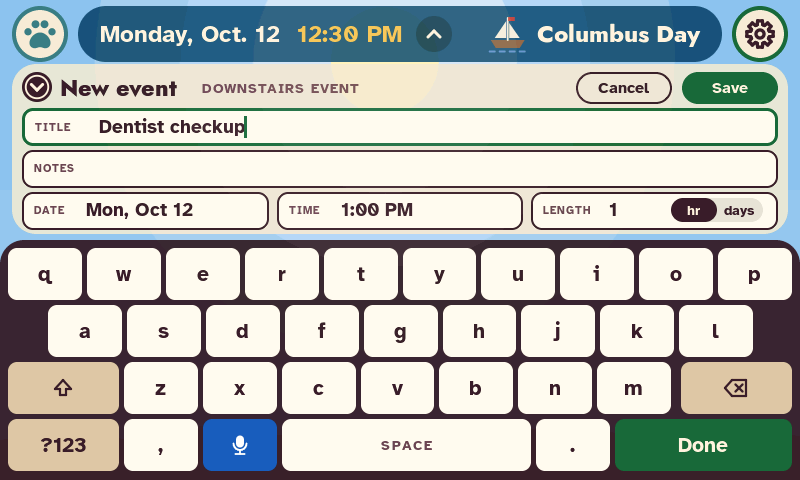 Monday, Oct. 12 12:30 PM Columbus Day
New event DOWNSTAIRS EVENT Cancel Save
TITLE Dentist checkup
NOTES
DATE Mon, Oct 12 TIME 1:00 PM LENGTH 1 hr days
q w e r t y u i o p
a s d f g h j k l
z x c v b n m
?123 , SPACE . Done